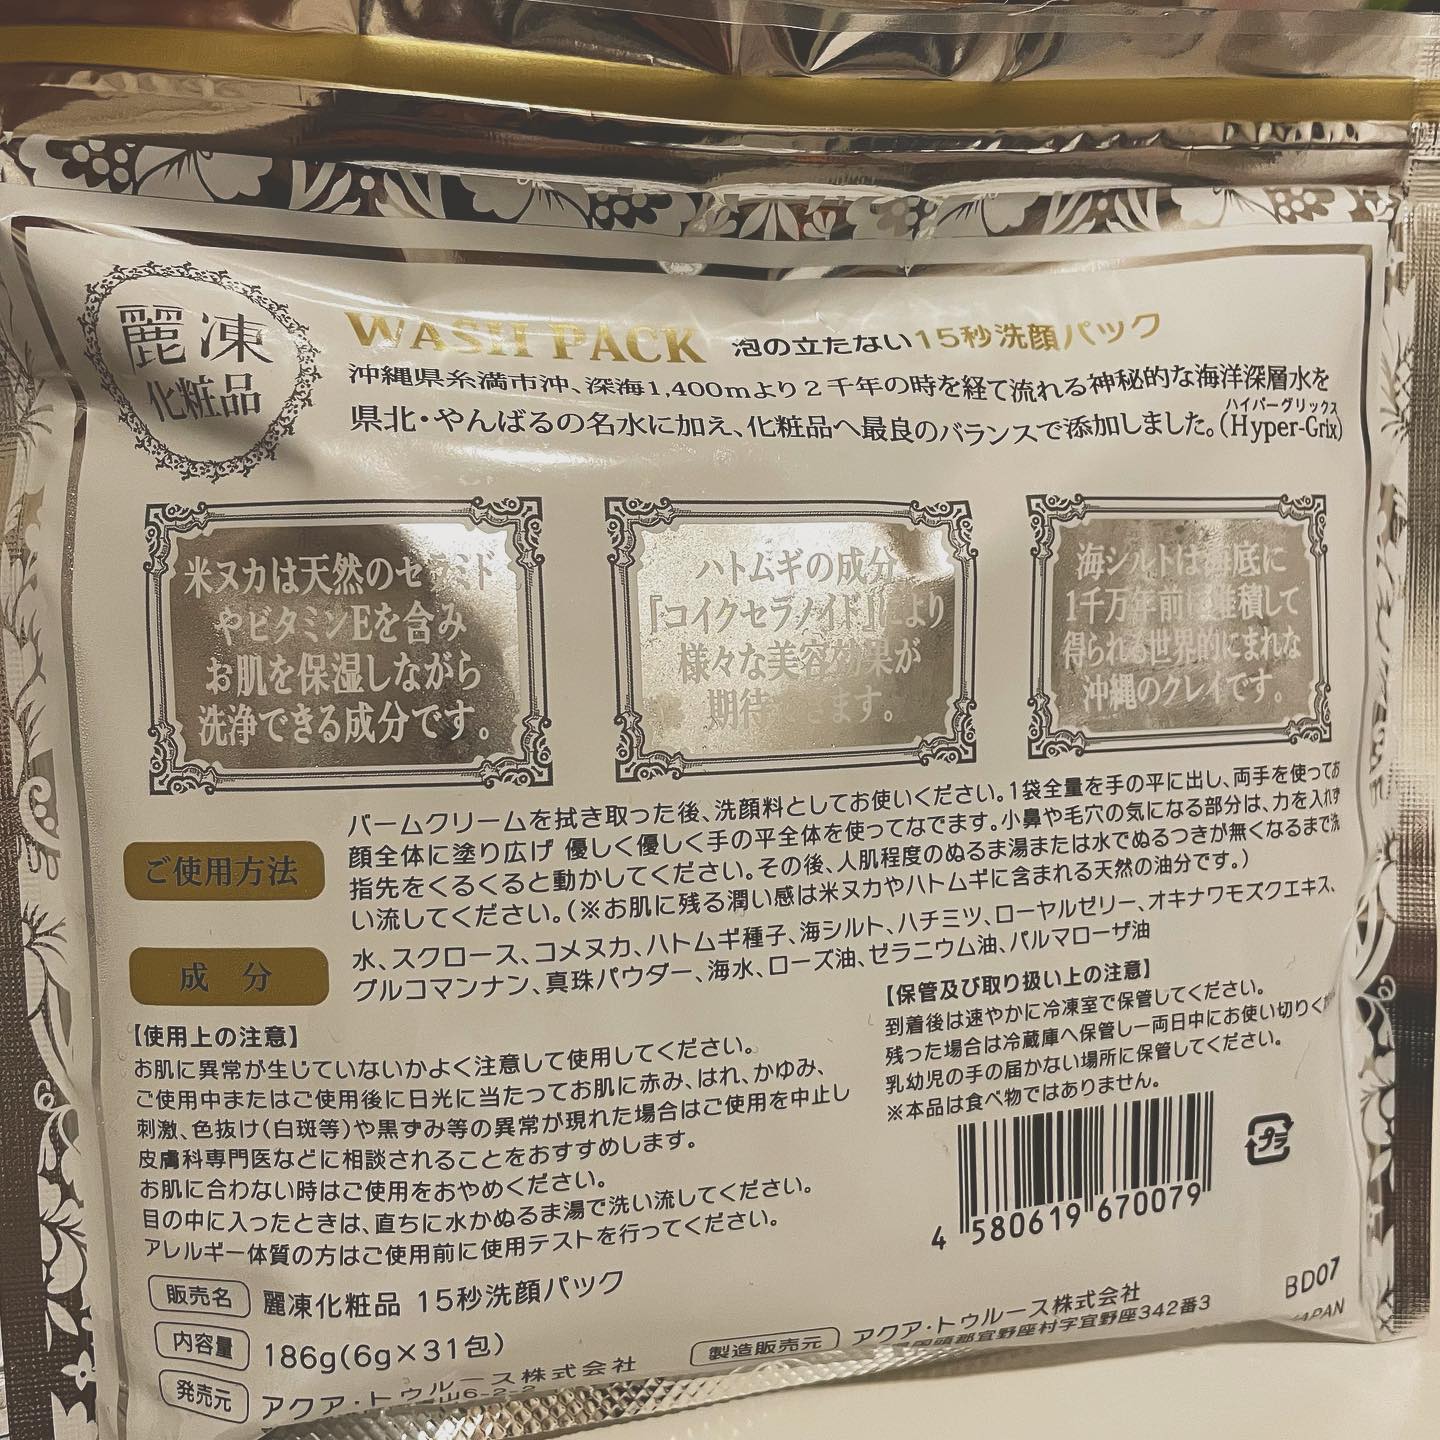 麗凍
化粧品
WASH PACK 泡の立たない15秒洗顔パック
沖縄県糸満市沖、深海1,400mより2千年の時を経て流れる神秘的な海洋深層水を
ハイパーグリックス
県北・やんばるの名水に加え、化粧品へ最良のバランスで添加しました。(Hyper-Grix)
米ヌカは天然のセラミド
やビタミンEを含み
お肌を保湿しながら
洗浄できる成分です。
ハトムギの成分
『コイクセラノイド』により
様々な美容効果が
期待できます。
海シルトは海底に
1千万年前に堆積して
得られる世界的にまれな
沖縄のクレイです。
ご使用方法
バームクリームを拭き取った後、洗顔料としてお使いください。1袋全量を手の平に出し、両手を使ってお
顔全体に塗り広げ 優しく優しく手の平全体を使ってなでます。小鼻や毛穴の気になる部分は、力を入れず
指先をくるくると動かしてください。その後、人肌程度のぬるま湯または水でぬるつきが無くなるまで洗
い流してください。(※お肌に残る潤い感は米ヌカやハトムギに含まれる天然の油分です。)
成 分
水、スクロース、コメヌカ、ハトムギ種子、海シルト、ハチミツ、ローヤルゼリー、オキナワモズクエキス、
グルコマンナン、真珠パウダー、海水、ローズ油、ゼラニウム油、パルマローザ油
【使用上の注意】
お肌に異常が生じていないかよく注意して使用してください。
ご使用中またはご使用後に日光に当たってお肌に赤み、はれ、かゆみ、
刺激、色抜け(白斑等)や黒ずみ等の異常が現れた場合はご使用を中止し
皮膚科専門医などに相談されることをおすすめします。
お肌に合わない時はご使用をおやめください。
目の中に入ったときは、直ちに水かぬるま湯で洗い流してください。
アレルギー体質の方はご使用前に使用テストを行ってください。
【保管及び取り扱い上の注意】
到着後は速やかに冷凍室で保管してください。
残った場合は冷蔵庫へ保管し一両日中にお使い切りく
乳幼児の手の届かない場所に保管してください。
※本品は食べ物ではありません。
4 580619 670079
プラ
販売名 麗凍化粧品 15秒洗顔パック
内容量 186g(6g×31包)
発売元 アクア・トゥルース株式会社
山6-2-2
製造販売元 アクア・トゥルース株式会社
国頭郡宜野座村字宜野座342番3
BD07
JAPAN